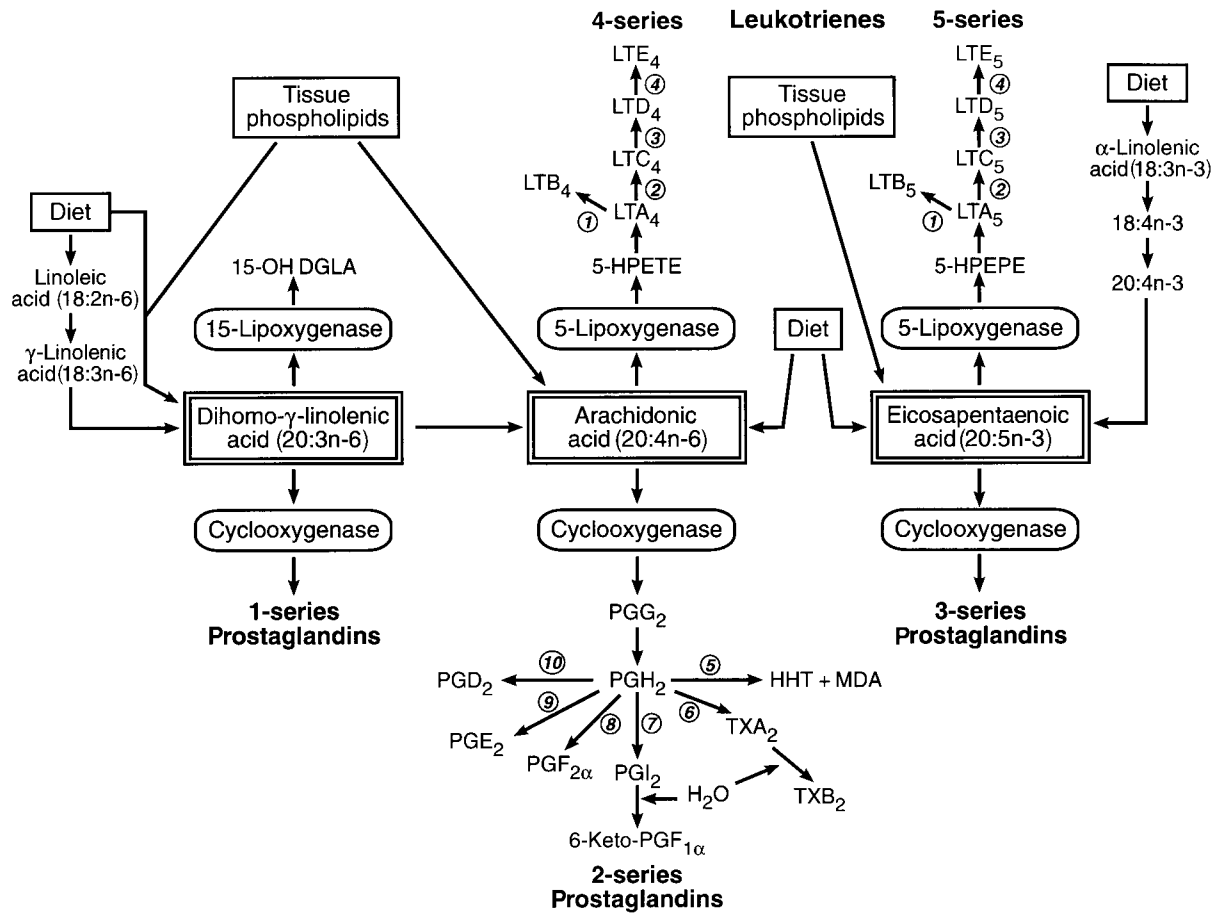 4-series Leukotrienes 5-series
LTE4
④
LTD4
③
LTC4
②
LTB4
①
LTA4
5-HPETE
5-Lipoxygenase
LTE5
④
LTD5
③
LTC5
②
LTB5
①
LTA5
5-HPEPE
5-Lipoxygenase
Tissue
phospholipids
Tissue
phospholipids
Diet
α-Linolenic
acid(18:3n-3)
18:4n-3
20:4n-3
Diet
Linoleic
acid (18:2n-6)
γ-Linolenic
acid(18:3n-6)
15-OH DGLA
15-Lipoxygenase
Diet
Dihomo-γ-linolenic
acid (20:3n-6)
Arachidonic
acid (20:4n-6)
Eicosapentaenoic
acid (20:5n-3)
Cyclooxygenase
Cyclooxygenase
Cyclooxygenase
1-series
Prostaglandins
PGG2
3-series
Prostaglandins
PGD2
⑩
PGH2
⑤
HHT + MDA
⑨
⑧
⑦
⑥
PGE2
PGF2α
PGI2
TXA2
H2O
TXB2
6-Keto-PGF1α
2-series
Prostaglandins